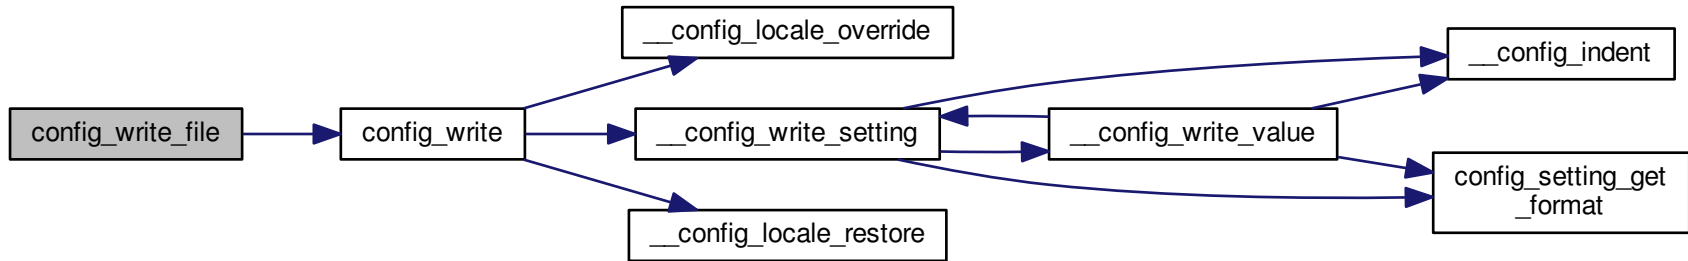 config_write_file
config_write
__config_locale_override
__config_write_setting
__config_locale_restore
__config_write_value
__config_indent
config_setting_get
_format